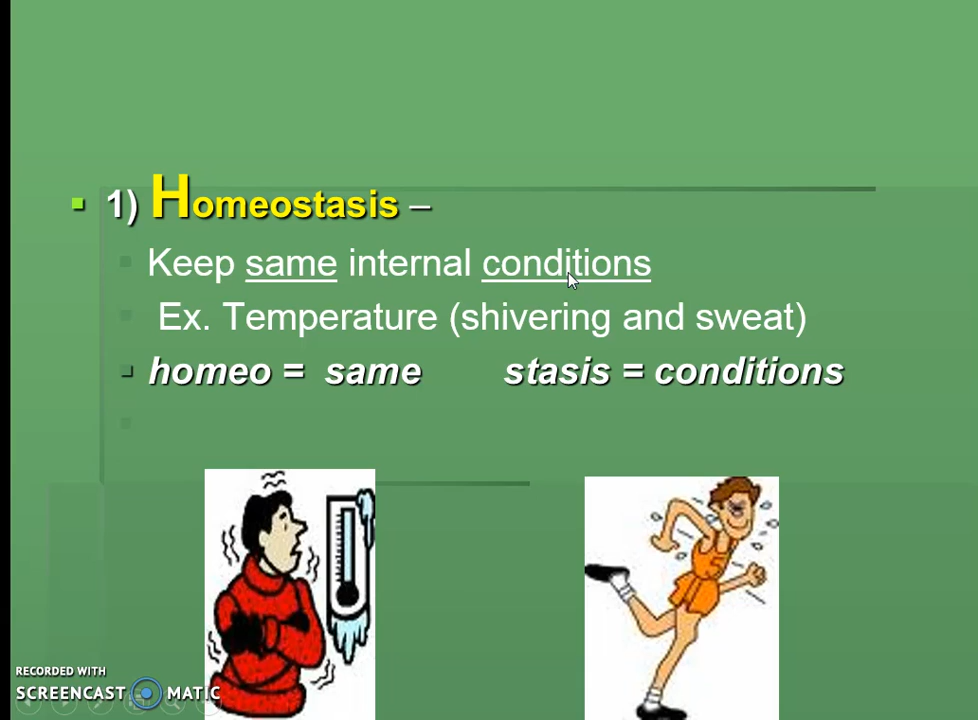 1) Homeostasis –
Keep same internal conditions
Ex. Temperature (shivering and sweat)
homeo = same stasis = conditions
RECORDED WITH
SCREENCAST MATIC